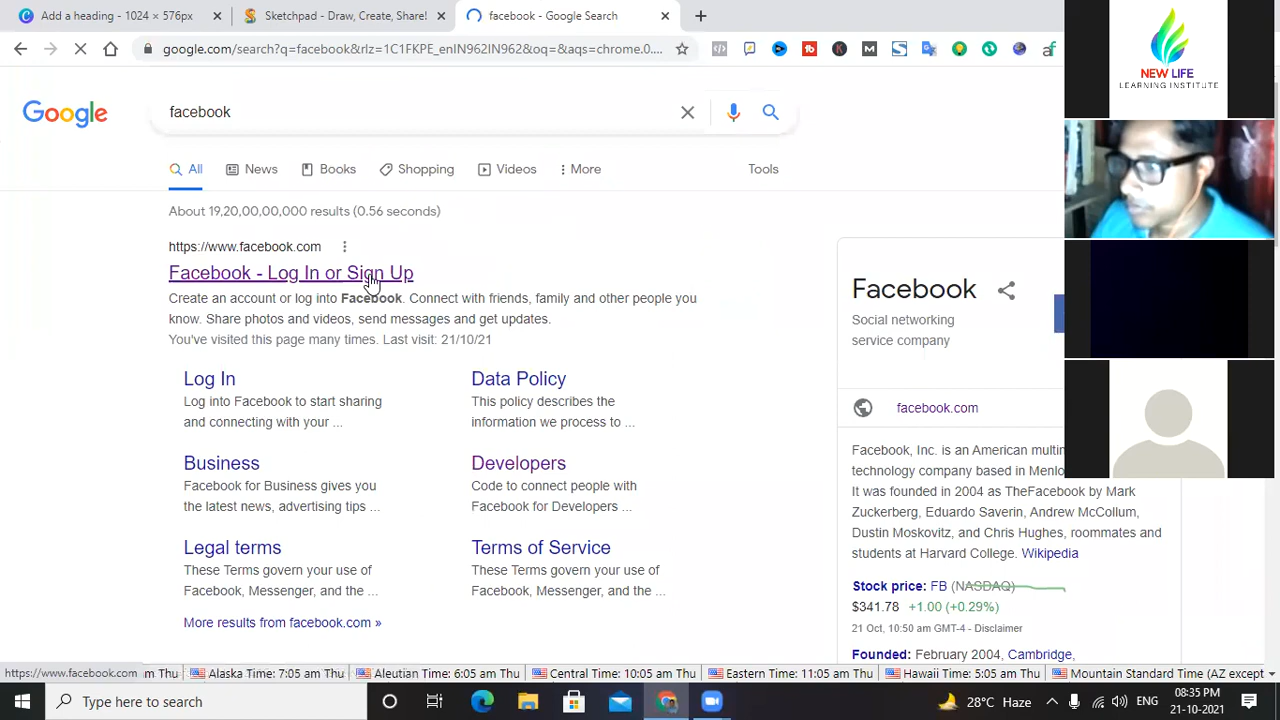 Add a heading - 1024 × 576px
Sketchpad - Draw, Create, Share!
facebook - Google Search
google.com/search?q=facebook&rlz=1C1FKPE_enIN962IN962&oq=&aqs=chrome.0....
Google
facebook
All
News
Books
Shopping
Videos
More
Tools
About 19,20,00,00,000 results (0.56 seconds)
https://www.facebook.com
Facebook - Log In or Sign Up
Create an account or log into Facebook. Connect with friends, family and other people you
know. Share photos and videos, send messages and get updates.
You've visited this page many times. Last visit: 21/10/21
Log In
Log into Facebook to start sharing
and connecting with your ...
Data Policy
This policy describes the
information we process to ...
Business
Facebook for Business gives you
the latest news, advertising tips ...
Developers
Code to connect people with
Facebook for Developers ...
Legal terms
These Terms govern your use of
Facebook, Messenger, and the ...
Terms of Service
These Terms govern your use of
Facebook, Messenger, and the ...
More results from facebook.com »
Facebook
Social networking
service company
facebook.com
Facebook, Inc. is an American
technology company based in Menlo
It was founded in 2004 as TheFacebook by Mark
Zuckerberg, Eduardo Saverin, Andrew McCollum,
Dustin Moskovitz, and Chris Hughes, roommates and
students at Harvard College. Wikipedia
Stock price: FB (NASDAQ)
$341.78 +1.00 (+0.29%)
21 Oct, 10:50 am GMT-4 - Disclaimer
Founded: February 2004, Cambridge,
NEW LIFE
LEARNING INSTITUTE
https://www.facebook.com
m Thu
Alaska Time: 7:05 am Thu
Aleutian Time: 6:05 am Thu
Central Time: 10:05 am Thu
Eastern Time: 11:05 am Thu
Hawaii Time: 5:05 am Thu
Mountain Standard Time (AZ except
Type here to search
28°C Haze
ENG
08:35 PM
21-10-2021